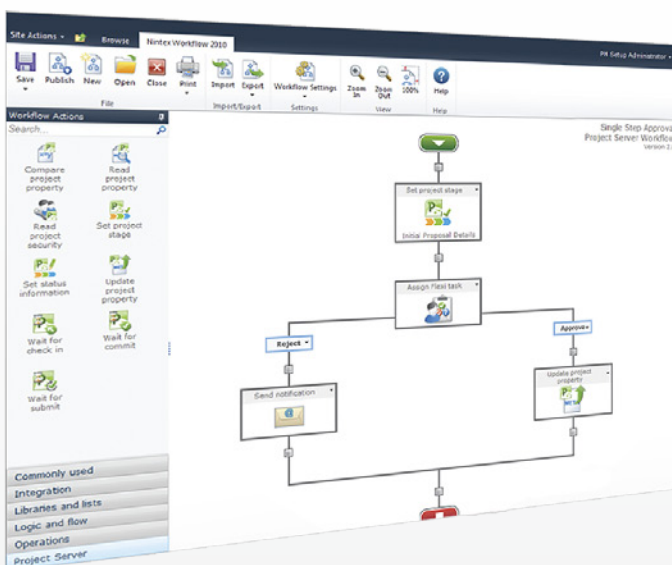 Site Actions
Browse
Nintex Workflow 2010
PN Setup Administrator
Save
Publish
New
Open
Close
Print
Import
Export
Workflow Settings
Zoom In
Zoom Out
100%
Help
File
Import/Export
Settings
View
Help
Workflow Actions
Search...
Compare project property
Read project property
Read project security
Set project stage
Set status information
Update project property
Wait for check in
Wait for commit
Wait for submit
Commonly used
Integration
Libraries and lists
Logic and flow
Operations
Project Server
Single Step Approva
Project Server Workflow
Version 1.
Set project stage
Initial Proposal Details
Assign Flexi task
Reject
Approve
Send notification
Update project property